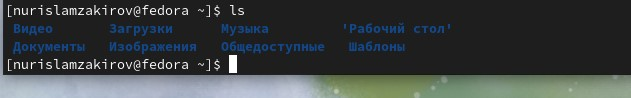 [nurislamzakirov@fedora ~]$ ls
Видео Загрузки Музыка 'Рабочий стол'
Документы Изображения Общедоступные Шаблоны
[nurislamzakirov@fedora ~]$